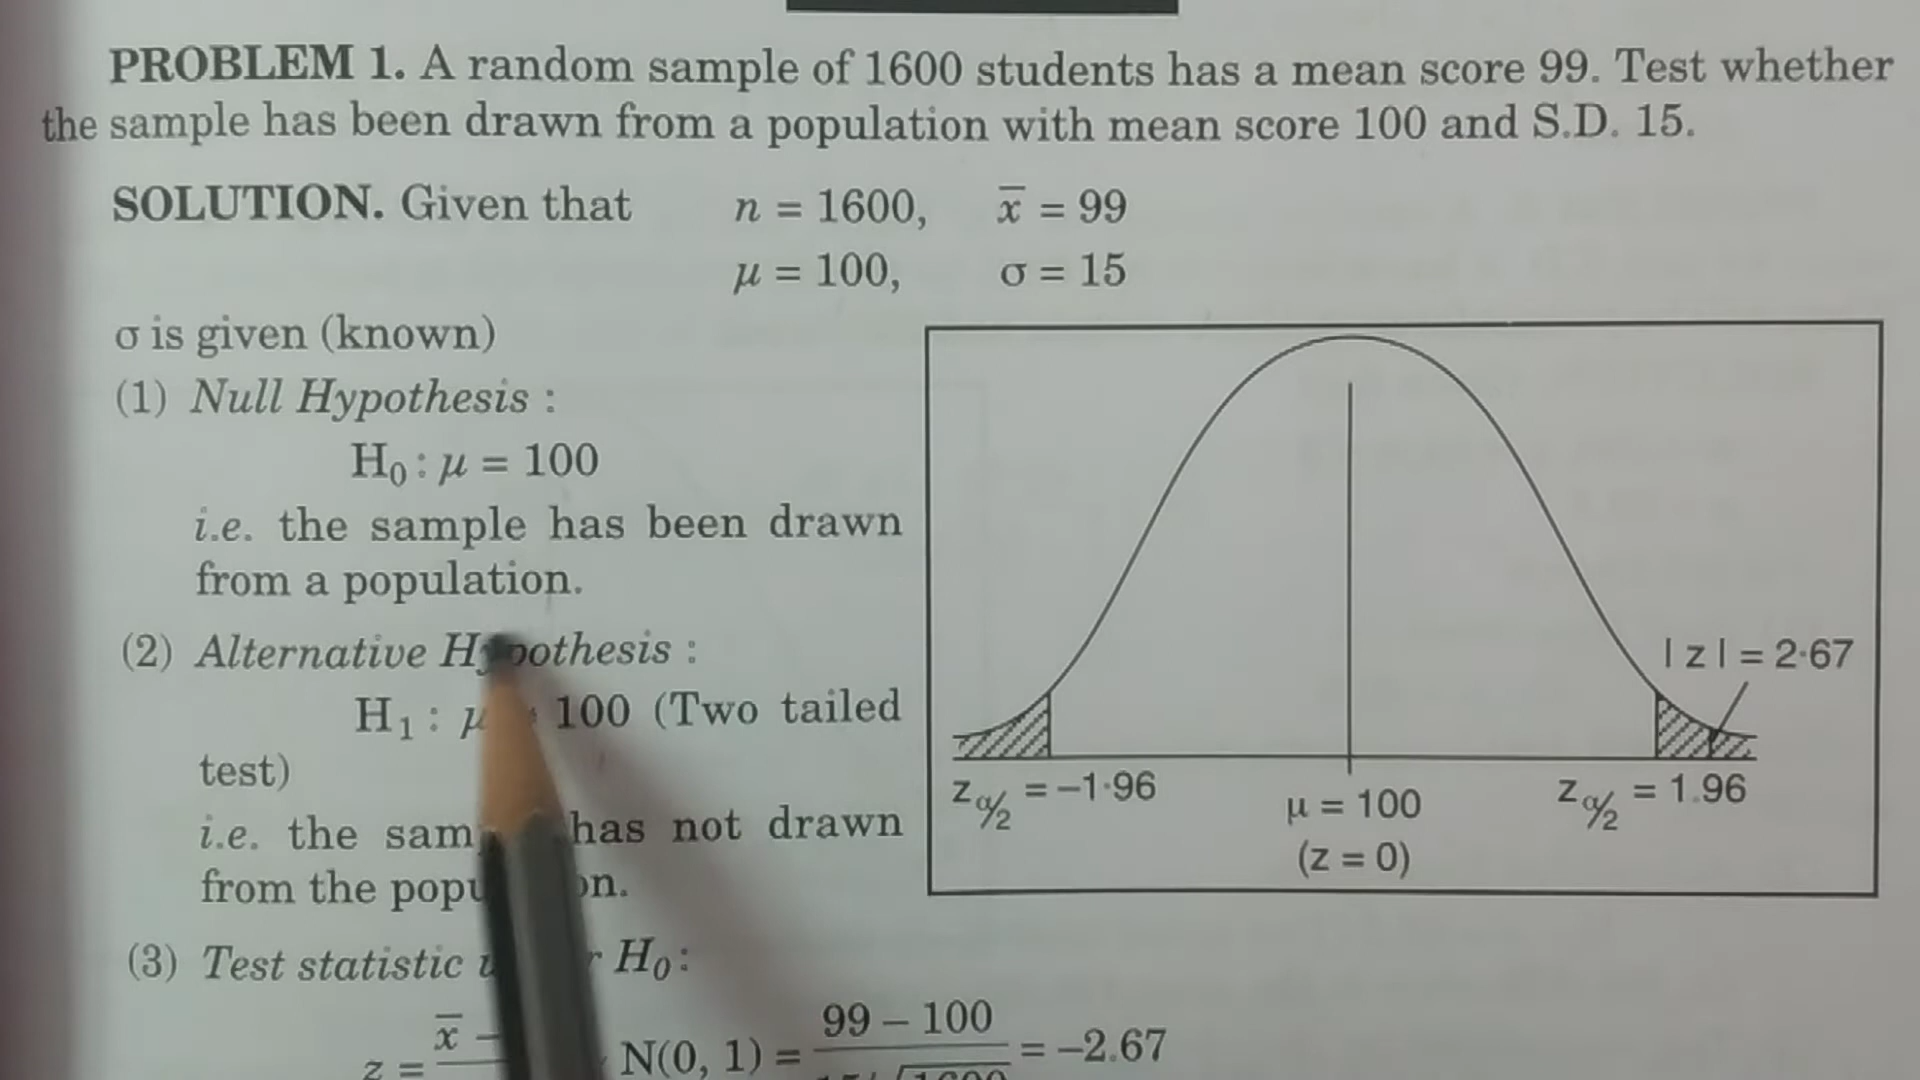 PROBLEM 1. A random sample of 1600 students has a mean score 99. Test whether
the sample has been drawn from a population with mean score 100 and S.D. 15.
SOLUTION. Given that n = 1600, x̅ = 99
μ = 100, σ = 15
σ is given (known)
(1) Null Hypothesis :
H₀ : μ = 100
i.e. the sample has been drawn
from a population.
(2) Alternative Hypothesis :
H₁ : μ 100 (Two tailed
test)
i.e. the has not drawn
from the
(3) Test statistic H₀ :
z = x̅ – N(0, 1) = 99 – 100 = –2.67
1600
| z | = 2·67
z α/2 = –1·96
μ = 100
(z = 0)
z α/2 = 1.96